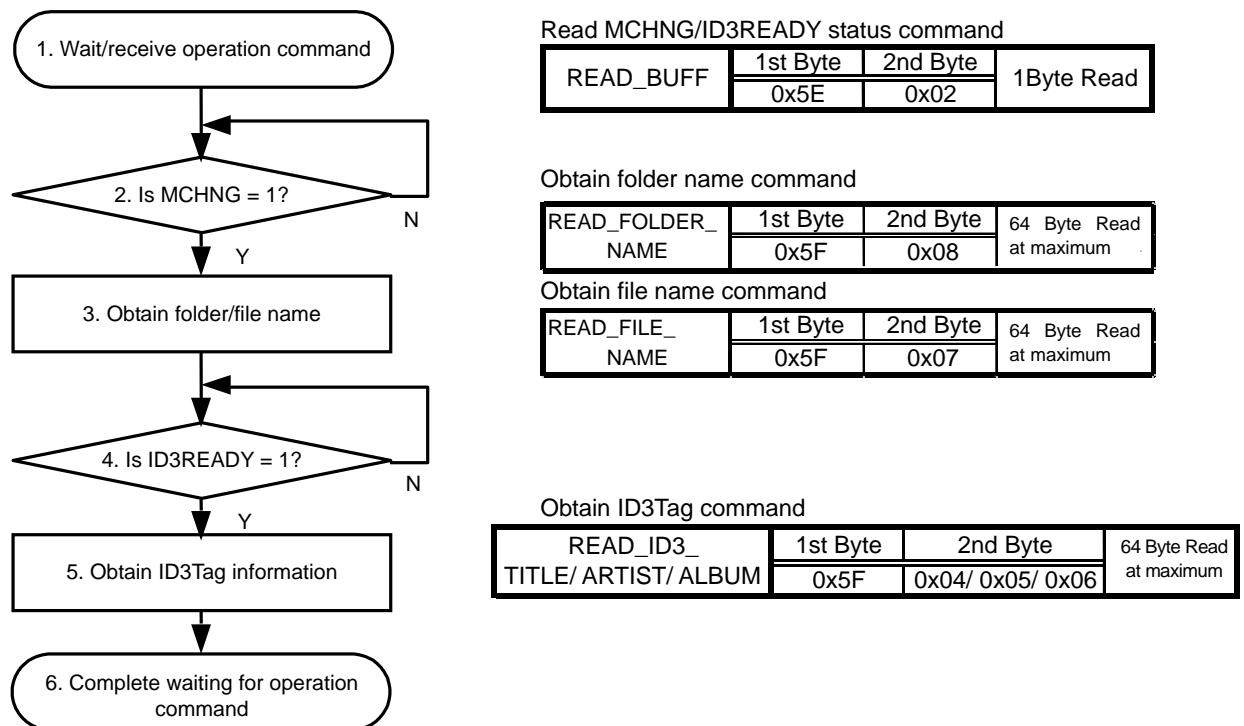 1. Wait/receive operation command
2. Is MCHNG = 1?
N
Y
3. Obtain folder/file name
4. Is ID3READY = 1?
N
Y
5. Obtain ID3Tag information
6. Complete waiting for operation
command
Read MCHNG/ID3READY status command
READ_BUFF
1st Byte
2nd Byte
1Byte Read
0x5E
0x02
Obtain folder name command
READ_FOLDER_
NAME
1st Byte
2nd Byte
64 Byte Read
at maximum
0x5F
0x08
Obtain file name command
READ_FILE_
NAME
1st Byte
2nd Byte
64 Byte Read
at maximum
0x5F
0x07
Obtain ID3Tag command
READ_ID3_
TITLE/ ARTIST/ ALBUM
1st Byte
2nd Byte
64 Byte Read
at maximum
0x5F
0x04/ 0x05/ 0x06